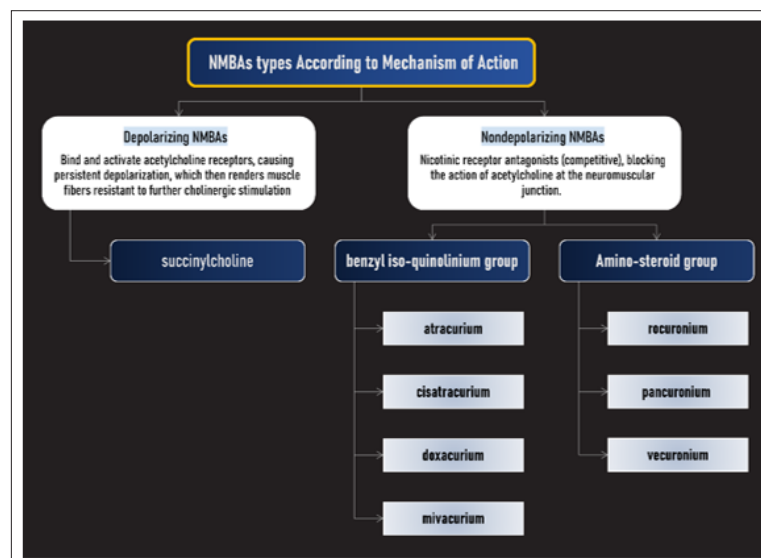 NMBAs types According to Mechanism of Action
Depolarizing NMBAs
Bind and activate acetylcholine receptors, causing
persistent depolarization, which then renders muscle
fibers resistant to further cholinergic stimulation
Nondepolarizing NMBAs
Nicotinic receptor antagonists (competitive), blocking
the action of acetylcholine at the neuromuscular
junction.
succinylcholine
benzyl iso-quinolinium group
Amino-steroid group
atracurium
rocuronium
cisatracurium
pancuronium
doxacurium
vecuronium
mivacurium